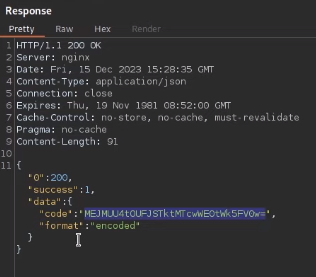 Response
Pretty Raw Hex Render
1 HTTP/1.1 200 OK
2 Server: nginx
3 Date: Fri, 15 Dec 2023 15:28:35 GMT
4 Content-Type: application/json
5 Connection: close
6 Expires: Thu, 19 Nov 1981 08:52:00 GMT
7 Cache-Control: no-store, no-cache, must-revalidate
8 Pragma: no-cache
9 Content-Length: 91
10
11 {
"0":200,
"success":1,
"data":{
"code":"MEJMUU4tOUFJSTktMTcwWE0tWk5FV0w=",
"format":"encoded"
}
}